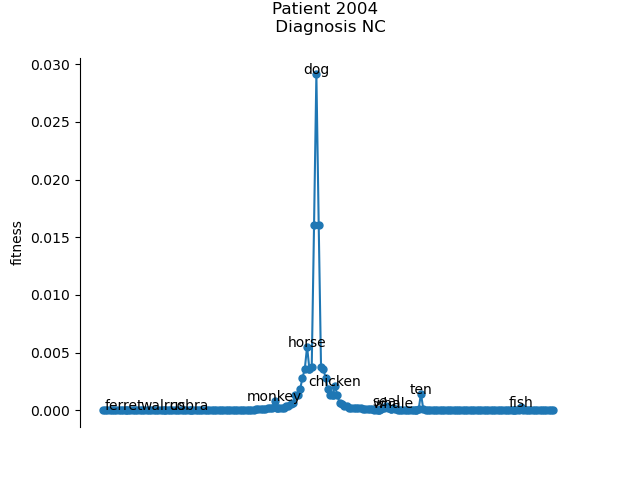 Patient 2004
Diagnosis NC
0.030
dog
0.025
0.020
fitness
0.015
0.010
0.005
horse
chicken
monkey
ten
seal
whale
ferret
walrus
cobra
fish
0.000